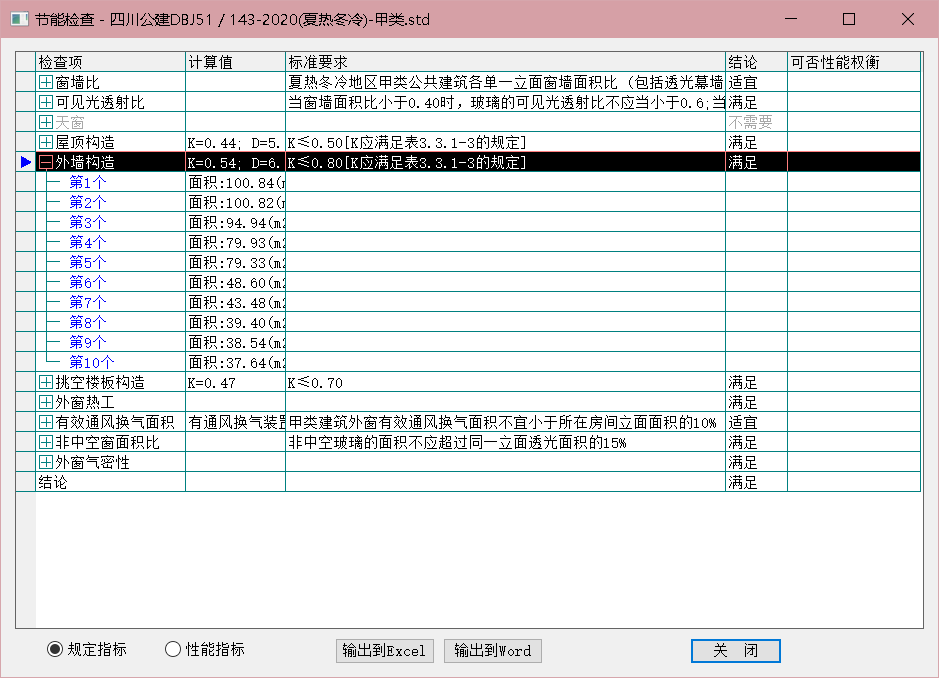 节能检查 - 四川公建DBJ51 / 143-2020(夏热冬冷)-甲类.std
检查项 计算值 标准要求 结论 可否性能权衡
窗墙比 夏热冬冷地区甲类公共建筑各单一立面窗墙面积比（包括透光幕墙 适宜
可见光透射比 当窗墙面积比小于0.40时，玻璃的可见光透射比不应当小于0.6;当 满足
天窗 不需要
屋顶构造 K=0.44; D=5. K≤0.50[K应满足表3.3.1-3的规定] 满足
外墙构造 K=0.54; D=6. K≤0.80[K应满足表3.3.1-3的规定] 满足
第1个 面积:100.84(m
第2个 面积:100.82(m
第3个 面积:94.94(m2
第4个 面积:79.93(m2
第5个 面积:79.33(m2
第6个 面积:48.60(m2
第7个 面积:43.48(m2
第8个 面积:39.40(m2
第9个 面积:38.54(m2
第10个 面积:37.64(m2
挑空楼板构造 K=0.47 K≤0.70 满足
外窗热工 满足
有效通风换气面积 有通风换气装置 甲类建筑外窗有效通风换气面积不宜小于所在房间立面面积的10% 适宜
非中空窗面积比 非中空玻璃的面积不应超过同一立面透光面积的15% 满足
外窗气密性 满足
结论 满足
规定指标 性能指标 输出到Excel 输出到Word 关 闭